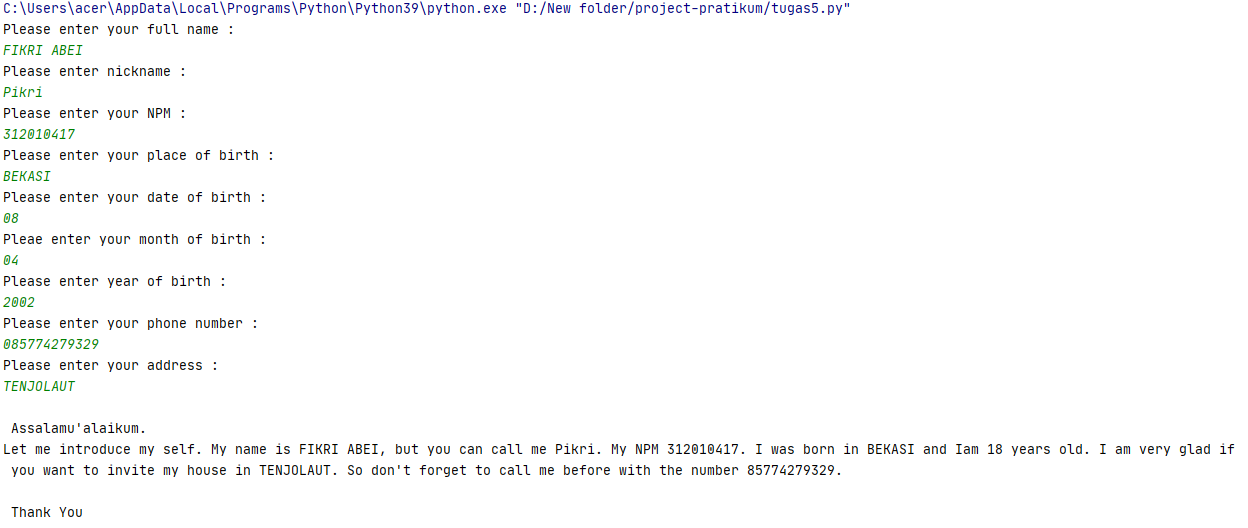 C:\Users\acer\AppData\Local\Programs\Python\Python39\python.exe "D:/New folder/project-pratikum/tugas5.py"
Please enter your full name :
FIKRI ABEI
Please enter nickname :
Pikri
Please enter your NPM :
312010417
Please enter your place of birth :
BEKASI
Please enter your date of birth :
08
Pleae enter your month of birth :
04
Please enter year of birth :
2002
Please enter your phone number :
085774279329
Please enter your address :
TENJOLAUT
Assalamu'alaikum.
Let me introduce my self. My name is FIKRI ABEI, but you can call me Pikri. My NPM 312010417. I was born in BEKASI and Iam 18 years old. I am very glad if
you want to invite my house in TENJOLAUT. So don't forget to call me before with the number 85774279329.
Thank You